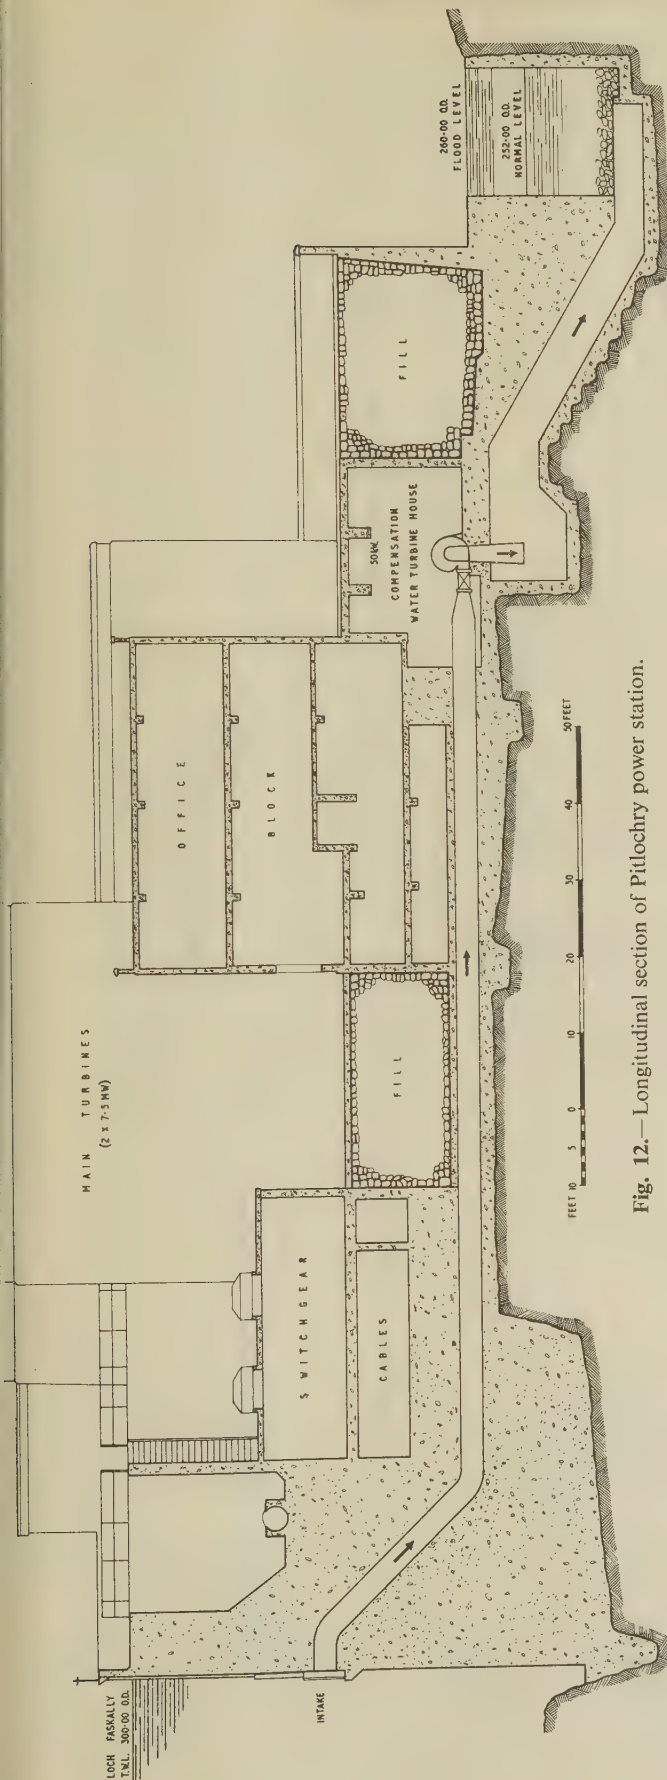 LOCH FASKALLY
T.W.L. 300·00 O.D.
INTAKE
MAIN TURBINES
(2 x 7·5 MW)
SWITCHGEAR
CABLES
FILL
OFFICE
BLOCK
50 kW.
COMPENSATION
WATER TURBINE HOUSE
FILL
260·00 O.D.
FLOOD LEVEL
252·00 O.D.
NORMAL LEVEL
FEET 10 5 0 10 20 30 40 50 FEET
Fig. 12.—Longitudinal section of Pitlochry power station.